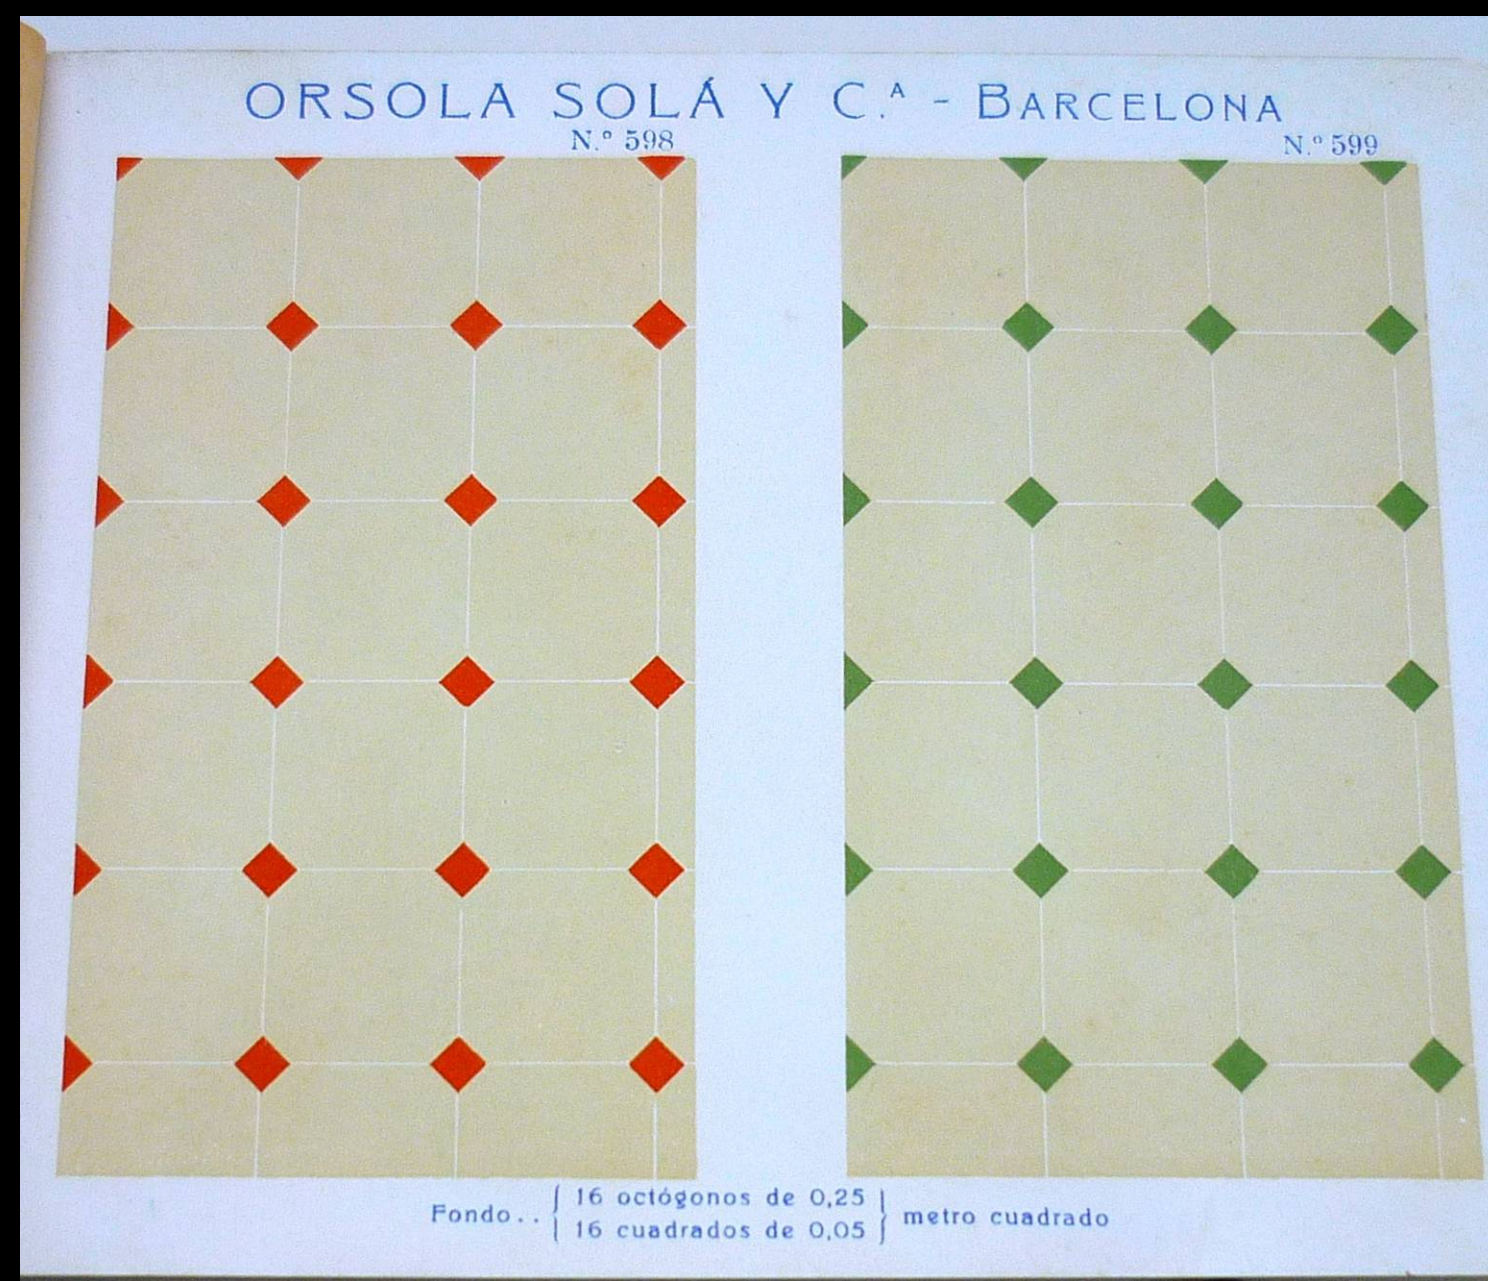 ORSOLA SOLÁ Y C.ᴬ - BARCELONA
N.º 598
N.º 599
Fondo.. { 16 octógonos de 0,25 } metro cuadrado
{ 16 cuadrados de 0,05 }